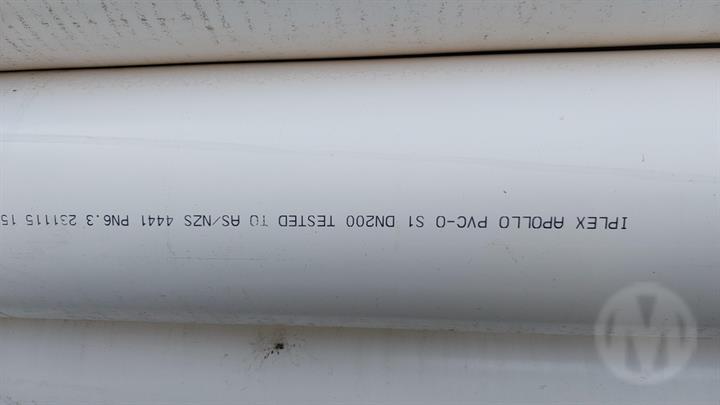 IPLEX APOLLO PVC-O S1 DN200 TESTED TO AS/NZS 4441 PN6.3 231115 15
M